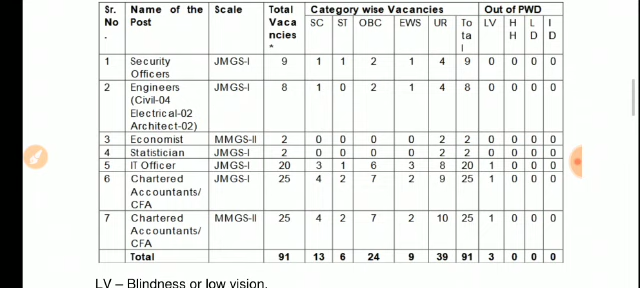 Sr. No . | Name of the Post | Scale | Total Vaca ncies * | Category wise Vacancies | Out of PWD
SC | ST | OBC | EWS | UR | To ta l | LV | H H | L D | I D
1 | Security Officers | JMGS-I | 9 | 1 | 1 | 2 | 1 | 4 | 9 | 0 | 0 | 0 | 0
2 | Engineers (Civil-04 Electrical-02 Architect-02) | JMGS-I | 8 | 1 | 0 | 2 | 1 | 4 | 8 | 0 | 0 | 0 | 0
3 | Economist | MMGS-II | 2 | 0 | 0 | 0 | 0 | 2 | 2 | 0 | 0 | 0 | 0
4 | Statistician | JMGS-I | 2 | 0 | 0 | 0 | 0 | 2 | 2 | 0 | 0 | 0 | 0
5 | IT Officer | JMGS-I | 20 | 3 | 1 | 6 | 3 | 8 | 20 | 1 | 0 | 0 | 0
6 | Chartered Accountants/ CFA | JMGS-I | 25 | 4 | 2 | 7 | 2 | 9 | 25 | 1 | 0 | 0 | 0
7 | Chartered Accountants/ CFA | MMGS-II | 25 | 4 | 2 | 7 | 2 | 10 | 25 | 1 | 0 | 0 | 0
Total | 91 | 13 | 6 | 24 | 9 | 39 | 91 | 3 | 0 | 0 | 0
LV – Blindness or low vision.